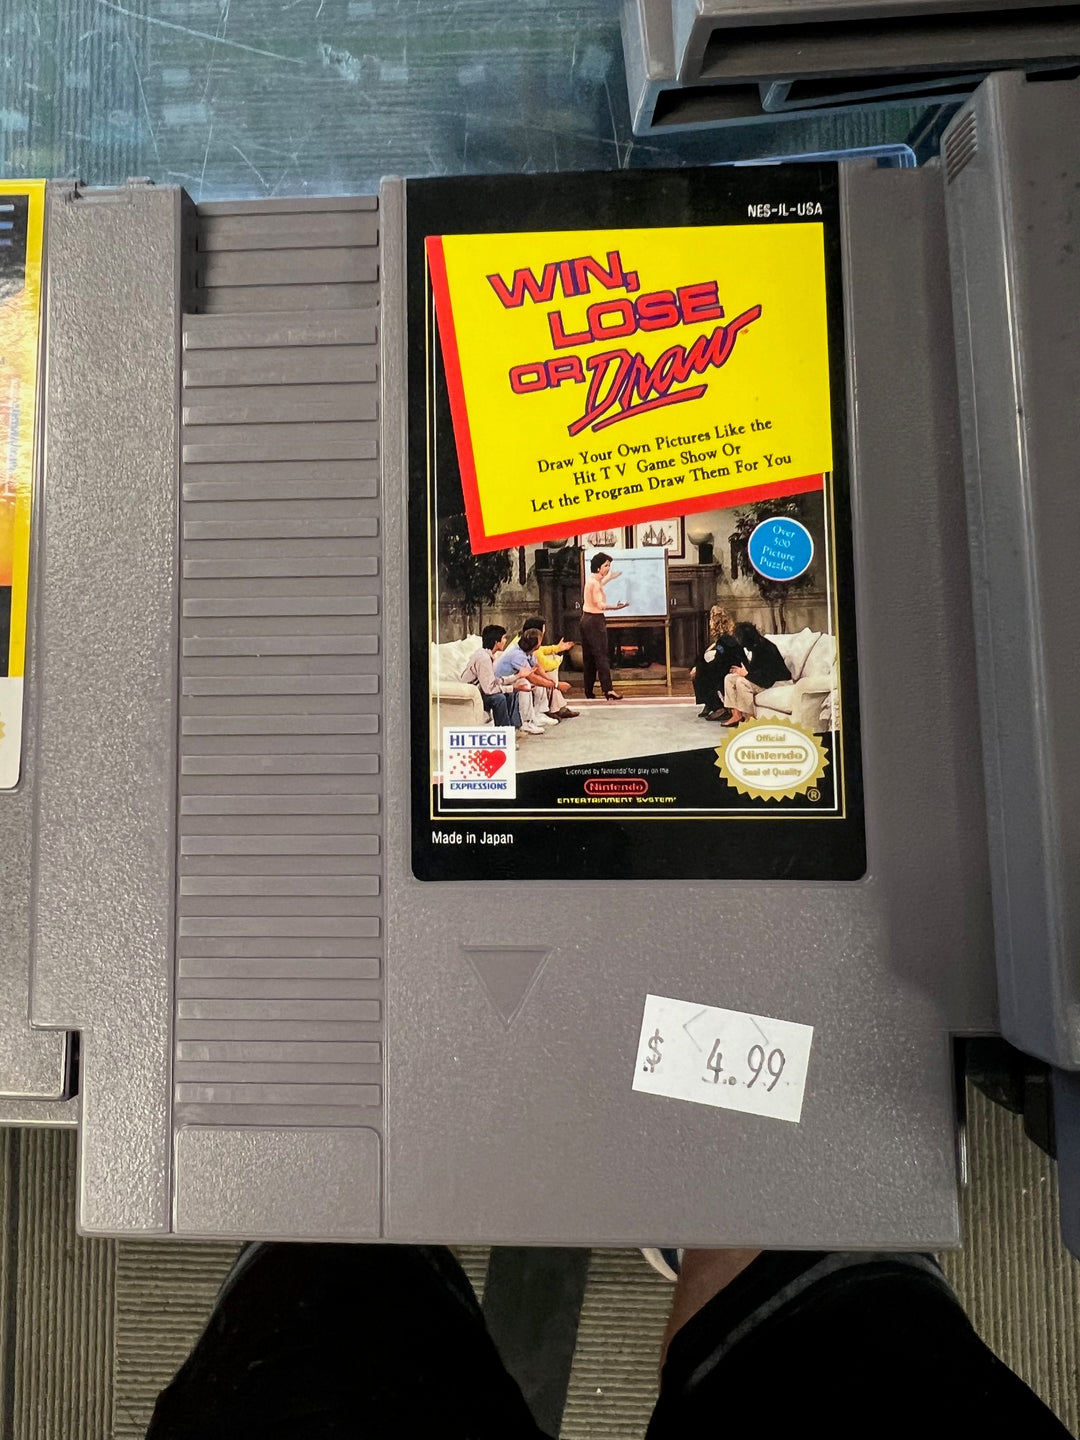 NES-JL-USA
WIN,
LOSE
OR Draw™
Draw Your Own Pictures Like the
Hit T V Game Show Or
Let the Program Draw Them For You
Over
500
Picture
Puzzles
HI TECH
EXPRESSIONS
Licensed by Nintendo® for play on the
Nintendo
ENTERTAINMENT SYSTEM®
Official
Nintendo
Seal of Quality
®
Made in Japan
$ 4.99